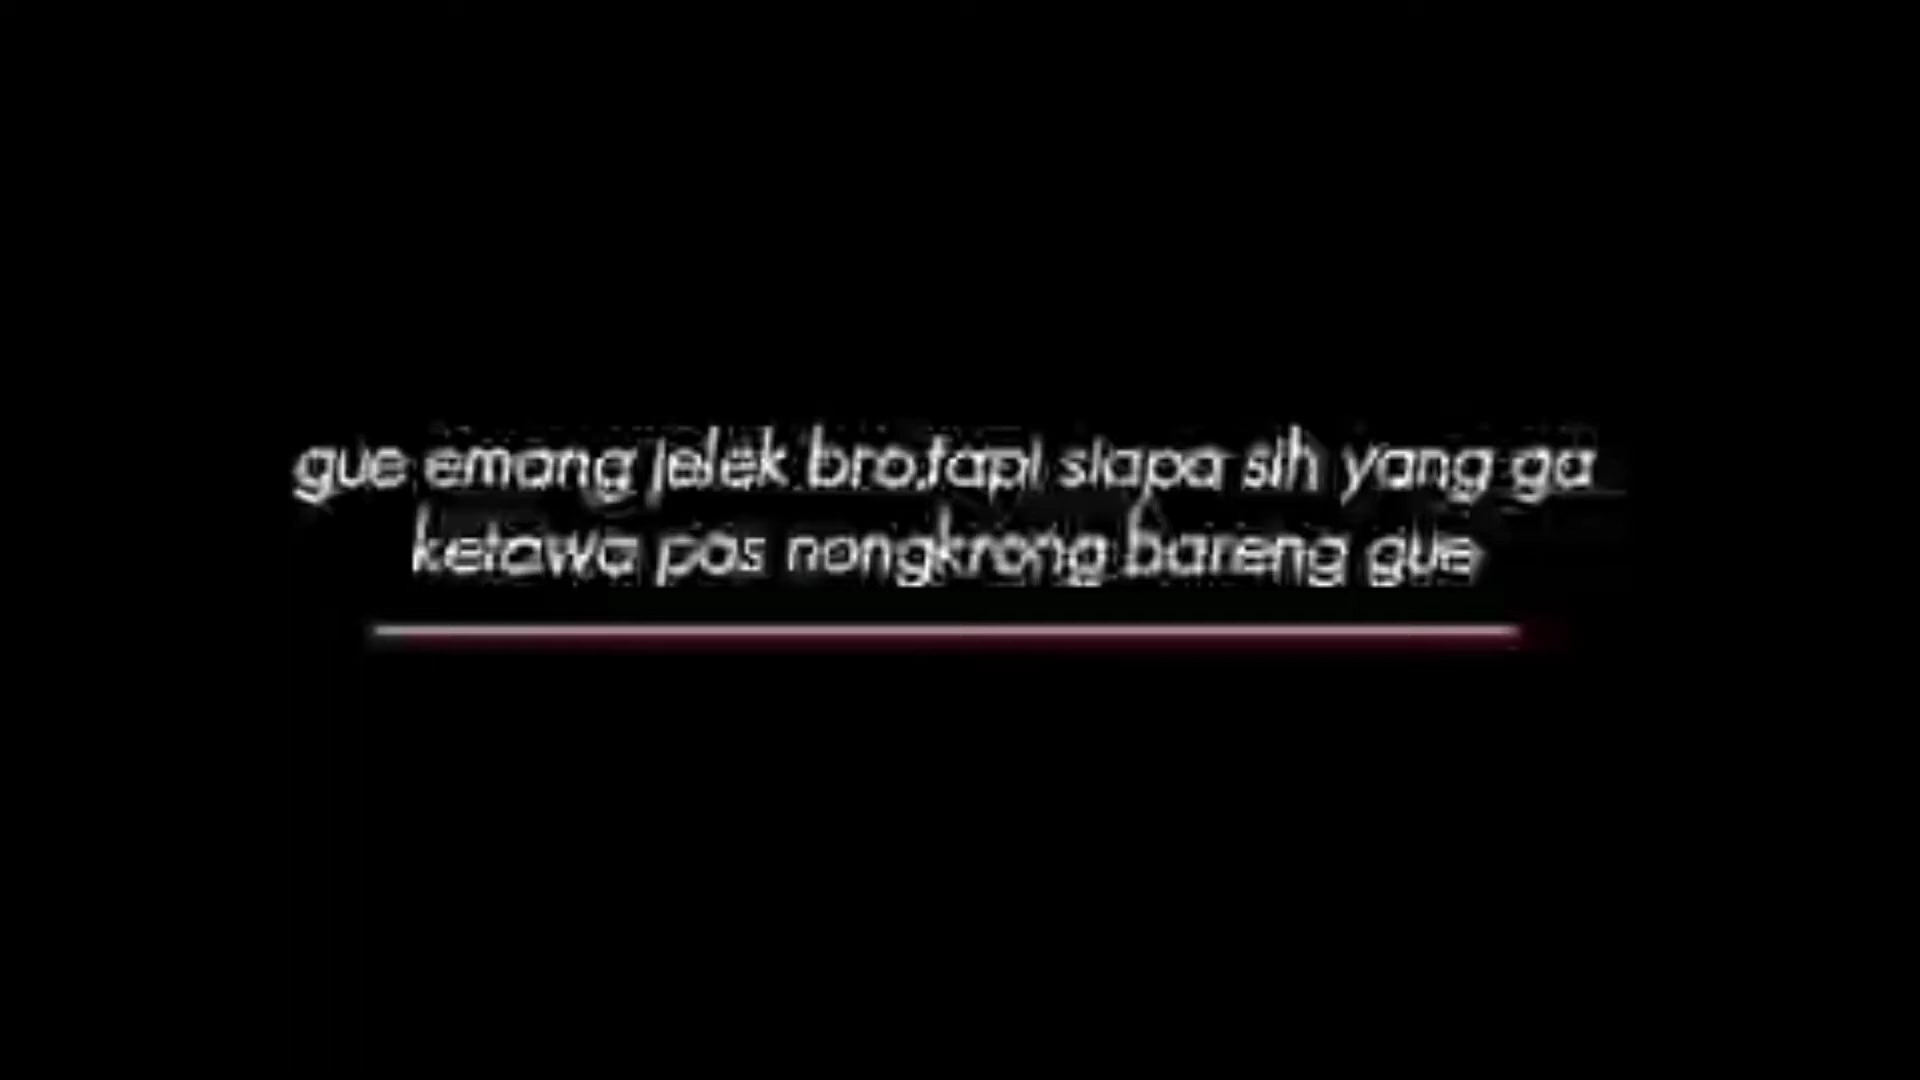 gue emang jelek bro,tapi siapa sih yang ga
ketawa pas nongkrong bareng gue